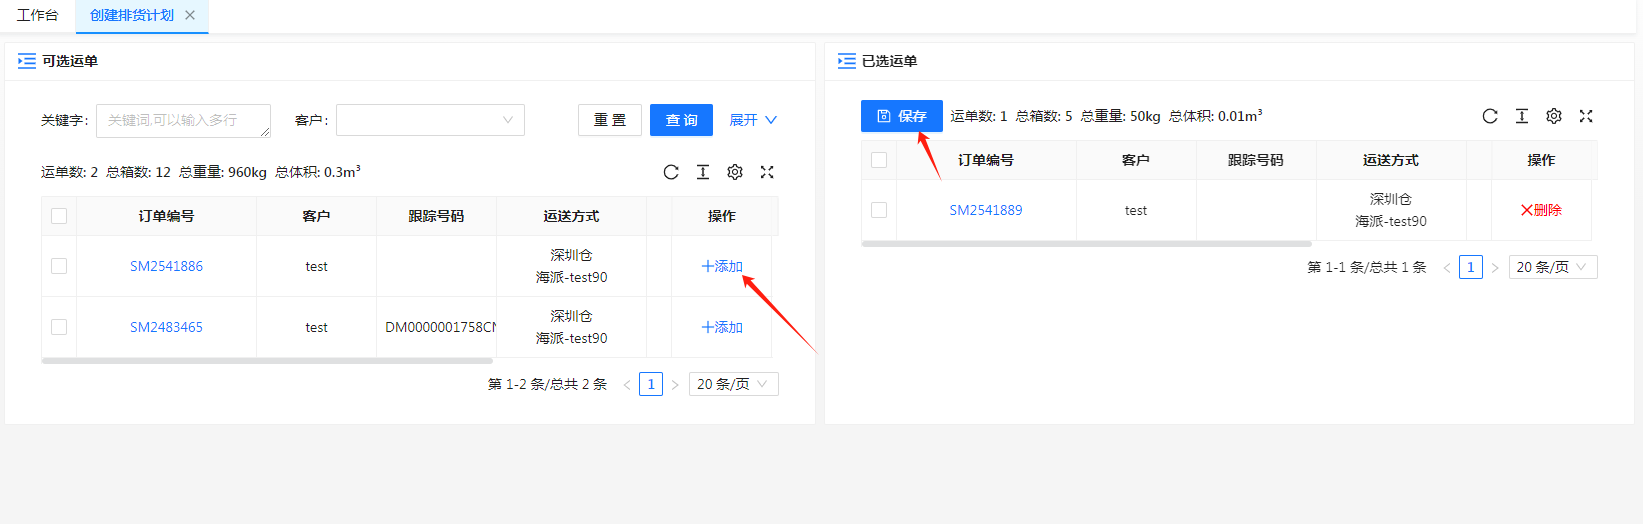 工作台
创建排货计划
可选运单
关键字:
关键词,可以输入多行
客户:
重 置
查 询
展开
运单数: 2 总箱数: 12 总重量: 960kg 总体积: 0.3m³
订单编号 客户 跟踪号码 运送方式 操作
SM2541886 test 深圳仓 海派-test90 添加
SM2483465 test DM0000001758CN 深圳仓 海派-test90 添加
第 1-2 条/总共 2 条 1 20 条/页
已选运单
保存
运单数: 1 总箱数: 5 总重量: 50kg 总体积: 0.01m³
订单编号 客户 跟踪号码 运送方式 操作
SM2541889 test 深圳仓 海派-test90 删除
第 1-1 条/总共 1 条 1 20 条/页